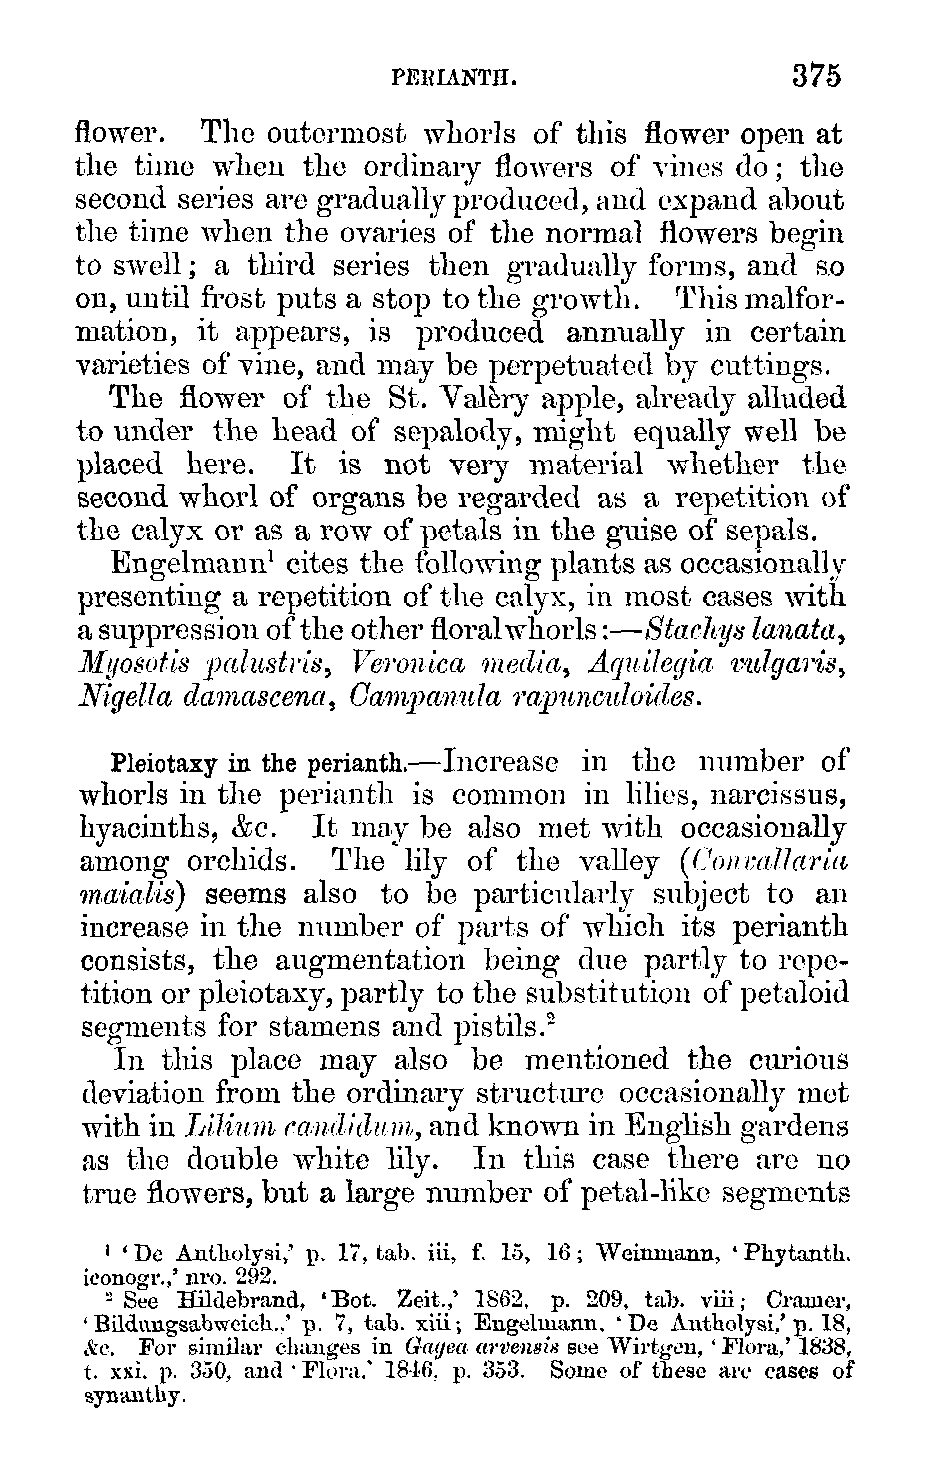 PERIANTH. 375
flower. The outermost whorls of this flower open at
the time when the ordinary flowers of vines do; the
second series are gradually produced, and expand about
the time when the ovaries of the normal flowers begin
to swell; a third series then gradually forms, and so
on, until frost puts a stop to the growth. This malfor-
mation, it appears, is produced annually in certain
varieties of vine, and may be perpetuated by cuttings.
The flower of the St. Valèry apple, already alluded
to under the head of sepalody, might equally well be
placed here. It is not very material whether the
second whorl of organs be regarded as a repetition of
the calyx or as a row of petals in the guise of sepals.
Engelmann¹ cites the following plants as occasionally
presenting a repetition of the calyx, in most cases with
a suppression of the other floral whorls:—Stachys lanata,
Myosotis palustris, Veronica media, Aquilegia vulgaris,
Nigella damascena, Campanula rapunculoides.
Pleiotaxy in the perianth.—Increase in the number of
whorls in the perianth is common in lilies, narcissus,
hyacinths, &c. It may be also met with occasionally
among orchids. The lily of the valley (Convallaria
maialis) seems also to be particularly subject to an
increase in the number of parts of which its perianth
consists, the augmentation being due partly to repe-
tition or pleiotaxy, partly to the substitution of petaloid
segments for stamens and pistils.²
In this place may also be mentioned the curious
deviation from the ordinary structure occasionally met
with in Lilium candidum, and known in English gardens
as the double white lily. In this case there are no
true flowers, but a large number of petal-like segments
¹ 'De Antholysi,' p. 17, tab. iii, f. 15, 16; Weinmann, 'Phytanth.
iconogr.,' nro. 292.
² See Hildebrand, 'Bot. Zeit.,' 1862, p. 209, tab. viii; Cramer,
'Bildungsabweich.,' p. 7, tab. xiii; Engelmann, 'De Antholysi,' p. 18,
&c. For similar changes in Gagea arvensis see Wirtgen, 'Flora,' 1838,
t. xxi. p. 350, and 'Flora,' 1846, p. 353. Some of these are cases of
synanthy.